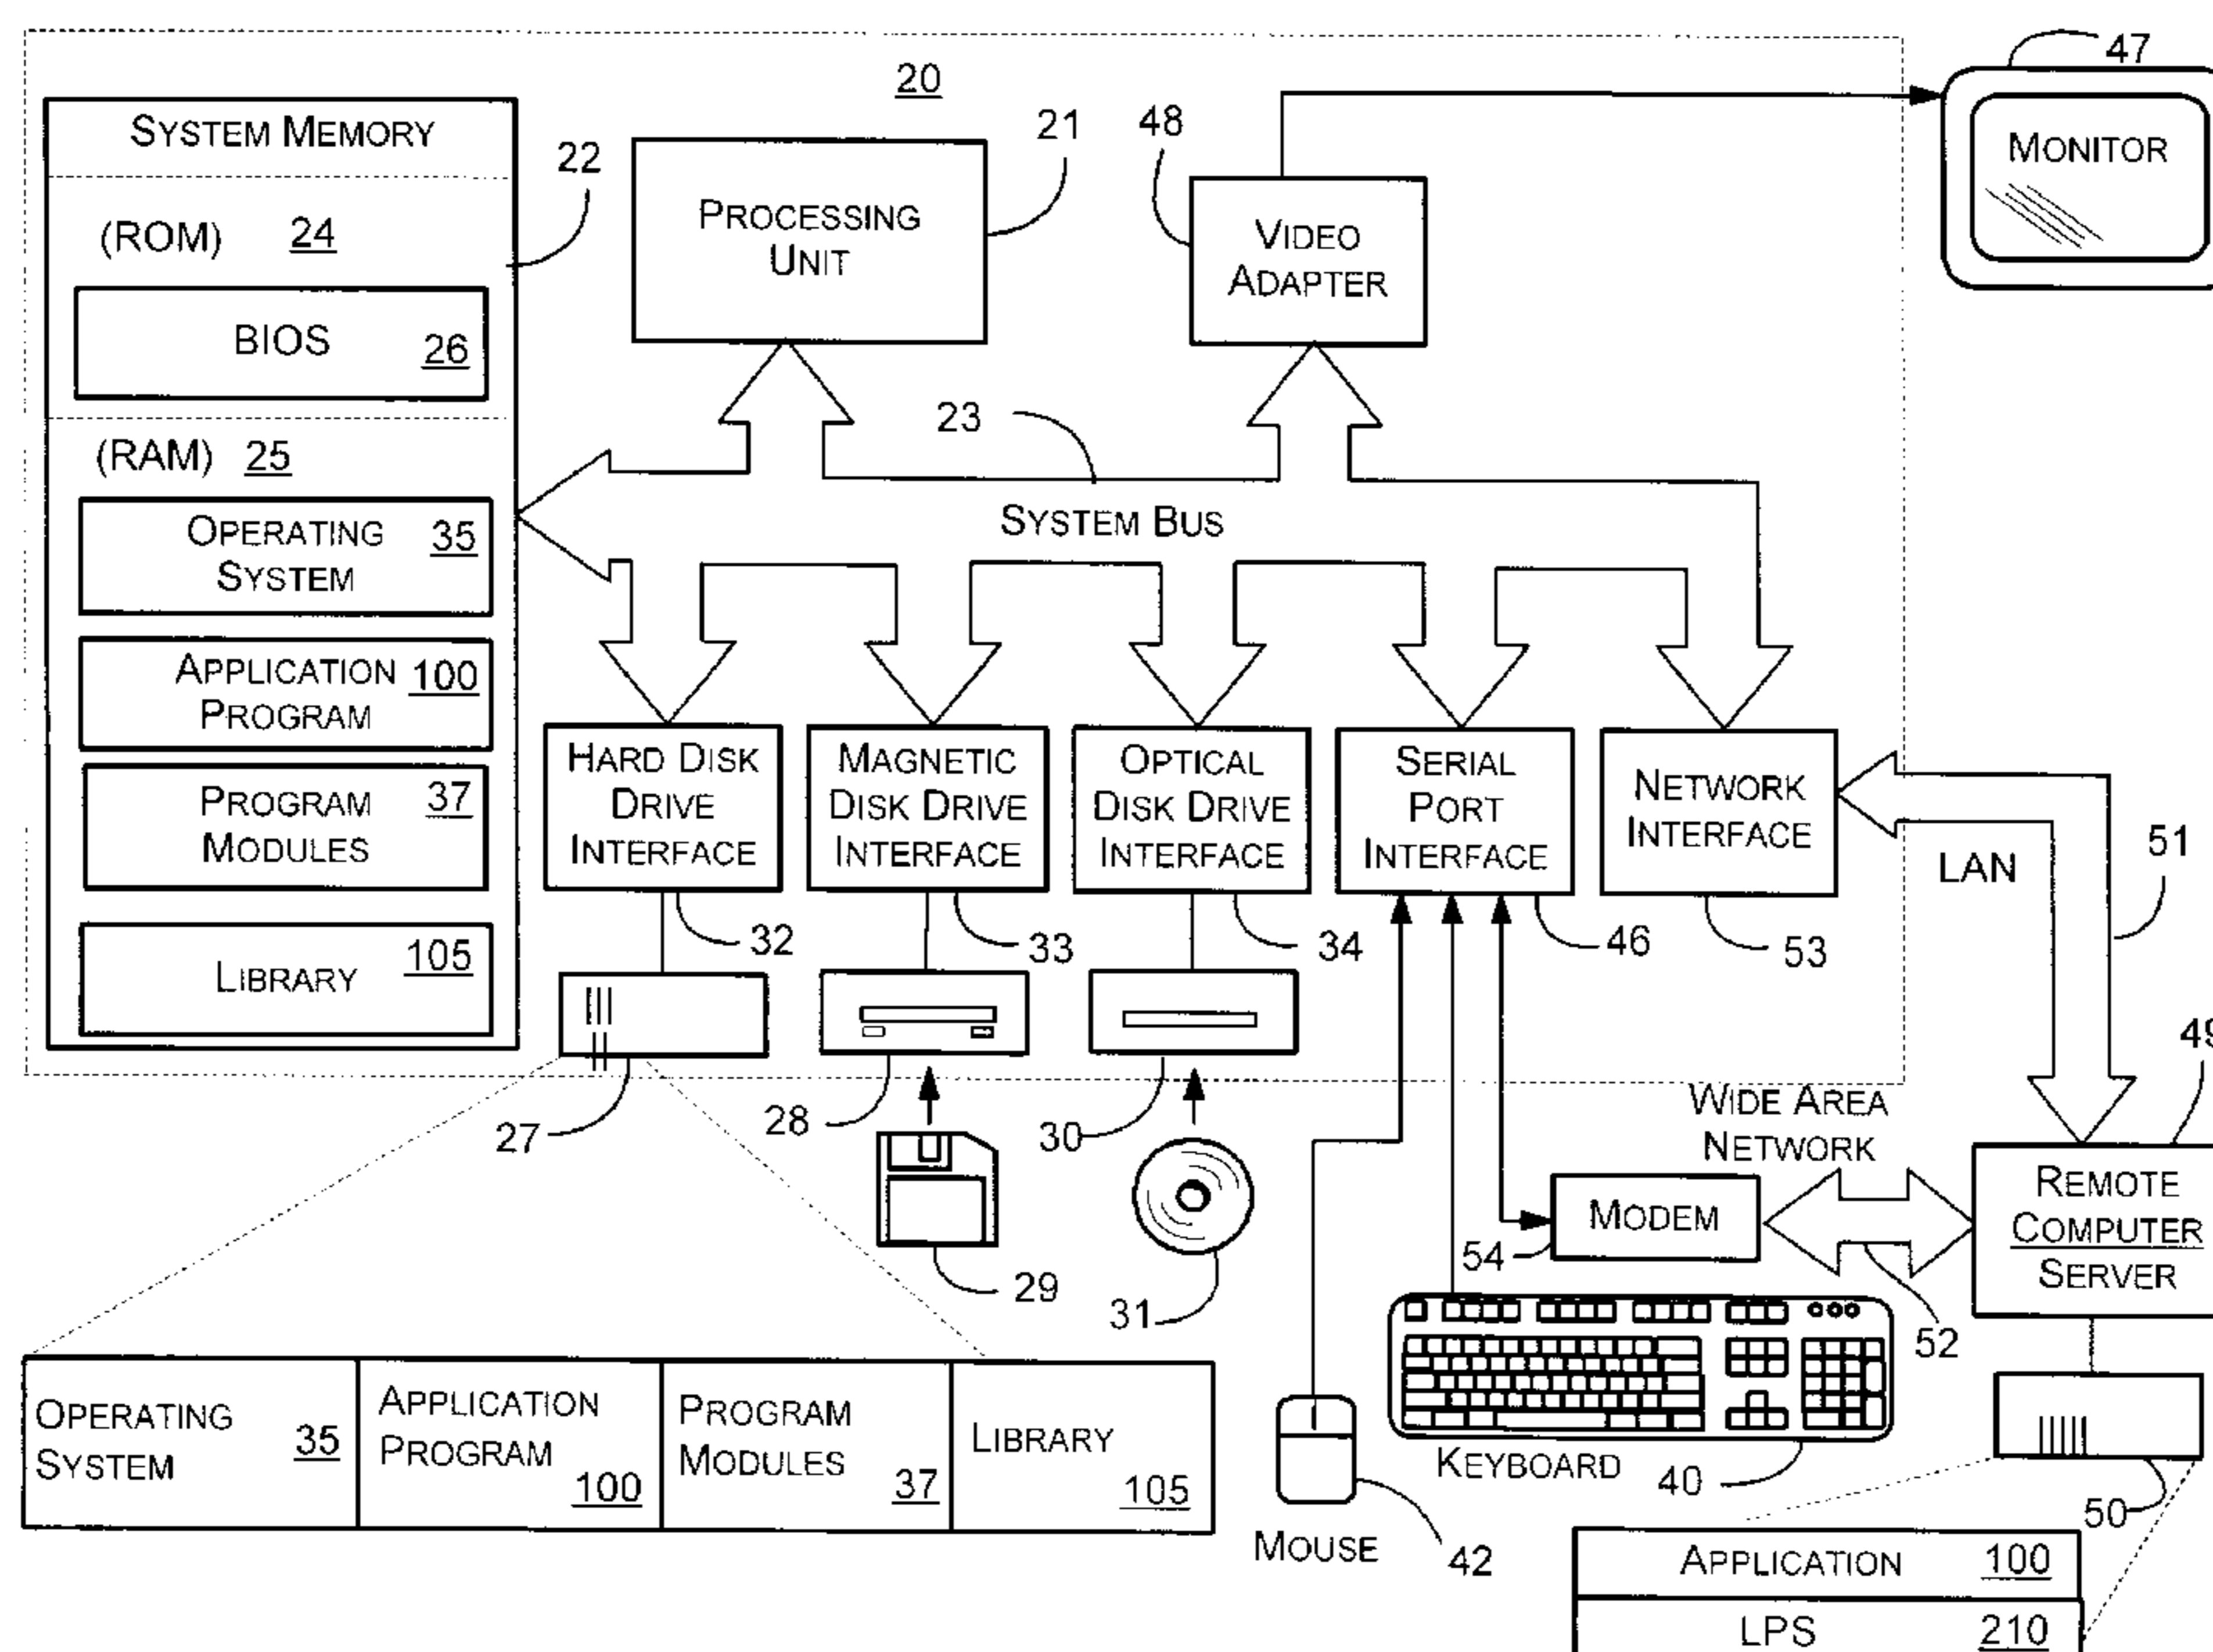 47
20
SYSTEM MEMORY
22
21
48
MONITOR
(ROM) 24
PROCESSING
UNIT
VIDEO
ADAPTER
BIOS 26
23
(RAM) 25
SYSTEM BUS
OPERATING 35
SYSTEM
APPLICATION 100
PROGRAM
PROGRAM 37
MODULES
LIBRARY 105
HARD DISK
DRIVE
INTERFACE
MAGNETIC
DISK DRIVE
INTERFACE
OPTICAL
DISK DRIVE
INTERFACE
SERIAL
PORT
INTERFACE
NETWORK
INTERFACE
LAN
51
32
33
34
46
53
49
27
28
30
WIDE AREA
NETWORK
29
31
54
MODEM
52
REMOTE
COMPUTER
SERVER
OPERATING
SYSTEM 35
APPLICATION
PROGRAM
100
PROGRAM
MODULES
37
LIBRARY
105
MOUSE
42
KEYBOARD
40
50
APPLICATION 100
LPS 210